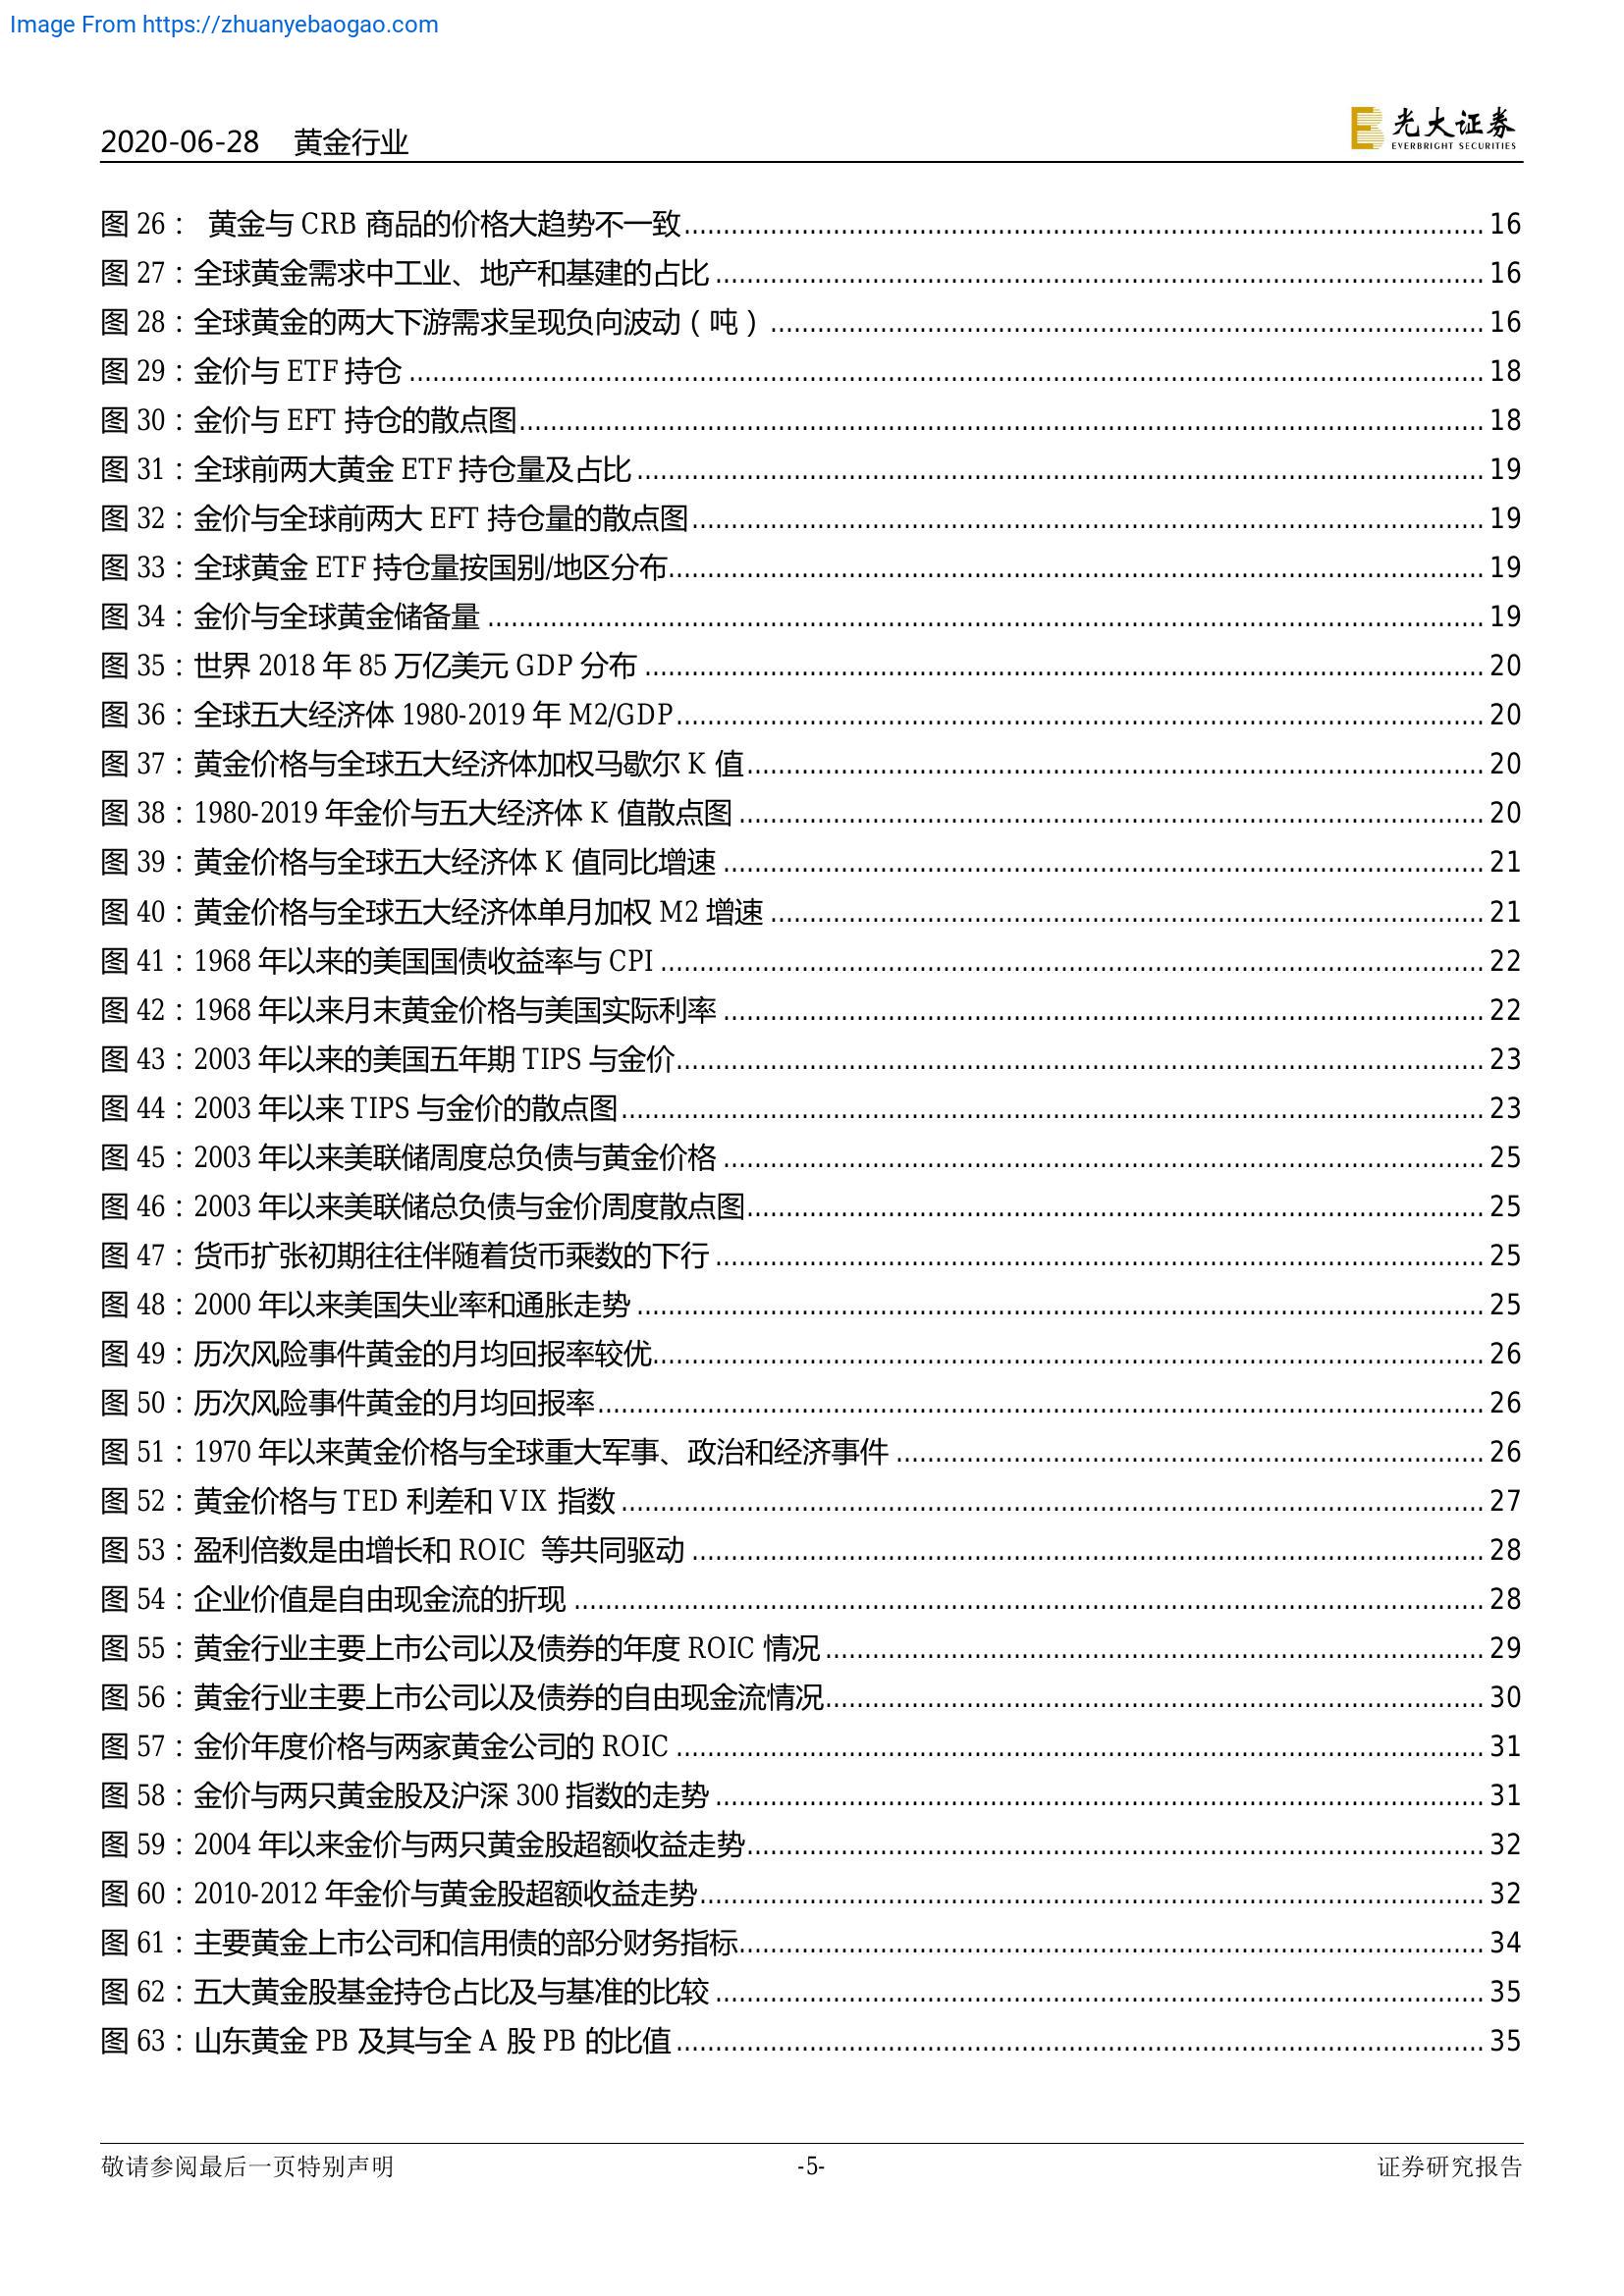 Image From https://zhuanyebaogao.com
2020-06-28 黄金行业
光大证券
EVERBRIGHT SECURITIES
图 26： 黄金与 CRB 商品的价格大趋势不一致 16
图 27：全球黄金需求中工业、地产和基建的占比 16
图 28：全球黄金的两大下游需求呈现负向波动（吨） 16
图 29：金价与 ETF 持仓 18
图 30：金价与 EFT 持仓的散点图 18
图 31：全球前两大黄金 ETF 持仓量及占比 19
图 32：金价与全球前两大 EFT 持仓量的散点图 19
图 33：全球黄金 ETF 持仓量按国别/地区分布 19
图 34：金价与全球黄金储备量 19
图 35：世界 2018 年 85 万亿美元 GDP 分布 20
图 36：全球五大经济体 1980-2019 年 M2/GDP 20
图 37：黄金价格与全球五大经济体加权马歇尔 K 值 20
图 38：1980-2019 年金价与五大经济体 K 值散点图 20
图 39：黄金价格与全球五大经济体 K 值同比增速 21
图 40：黄金价格与全球五大经济体单月加权 M2 增速 21
图 41：1968 年以来的美国国债收益率与 CPI 22
图 42：1968 年以来月末黄金价格与美国实际利率 22
图 43：2003 年以来的美国五年期 TIPS 与金价 23
图 44：2003 年以来 TIPS 与金价的散点图 23
图 45：2003 年以来美联储周度总负债与黄金价格 25
图 46：2003 年以来美联储总负债与金价周度散点图 25
图 47：货币扩张初期往往伴随着货币乘数的下行 25
图 48：2000 年以来美国失业率和通胀走势 25
图 49：历次风险事件黄金的月均回报率较优 26
图 50：历次风险事件黄金的月均回报率 26
图 51：1970 年以来黄金价格与全球重大军事、政治和经济事件 26
图 52：黄金价格与 TED 利差和 VIX 指数 27
图 53：盈利倍数是由增长和 ROIC 等共同驱动 28
图 54：企业价值是自由现金流的折现 28
图 55：黄金行业主要上市公司以及债券的年度 ROIC 情况 29
图 56：黄金行业主要上市公司以及债券的自由现金流情况 30
图 57：金价年度价格与两家黄金公司的 ROIC 31
图 58：金价与两只黄金股及沪深 300 指数的走势 31
图 59：2004 年以来金价与两只黄金股超额收益走势 32
图 60：2010-2012 年金价与黄金股超额收益走势 32
图 61：主要黄金上市公司和信用债的部分财务指标 34
图 62：五大黄金股基金持仓占比及与基准的比较 35
图 63：山东黄金 PB 及其与全 A 股 PB 的比值 35
敬请参阅最后一页特别声明 -5- 证券研究报告